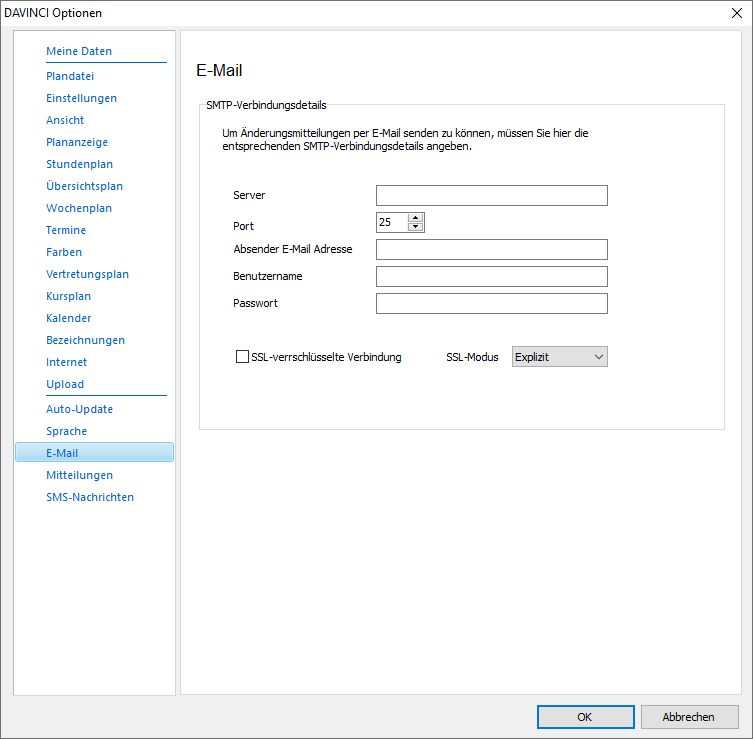 DAVINCI Optionen
Meine Daten
Plandatei
Einstellungen
Ansicht
Plananzeige
Stundenplan
Übersichtsplan
Wochenplan
Termine
Farben
Vertretungsplan
Kursplan
Kalender
Bezeichnungen
Internet
Upload
Auto-Update
Sprache
E-Mail
Mitteilungen
SMS-Nachrichten
E-Mail
SMTP-Verbindungsdetails
Um Änderungsmitteilungen per E-Mail senden zu können, müssen Sie hier die
entsprechenden SMTP-Verbindungsdetails angeben.
Server
Port 25
Absender E-Mail Adresse
Benutzername
Passwort
SSL-verrschlüsselte Verbindung SSL-Modus Explizit
OK Abbrechen